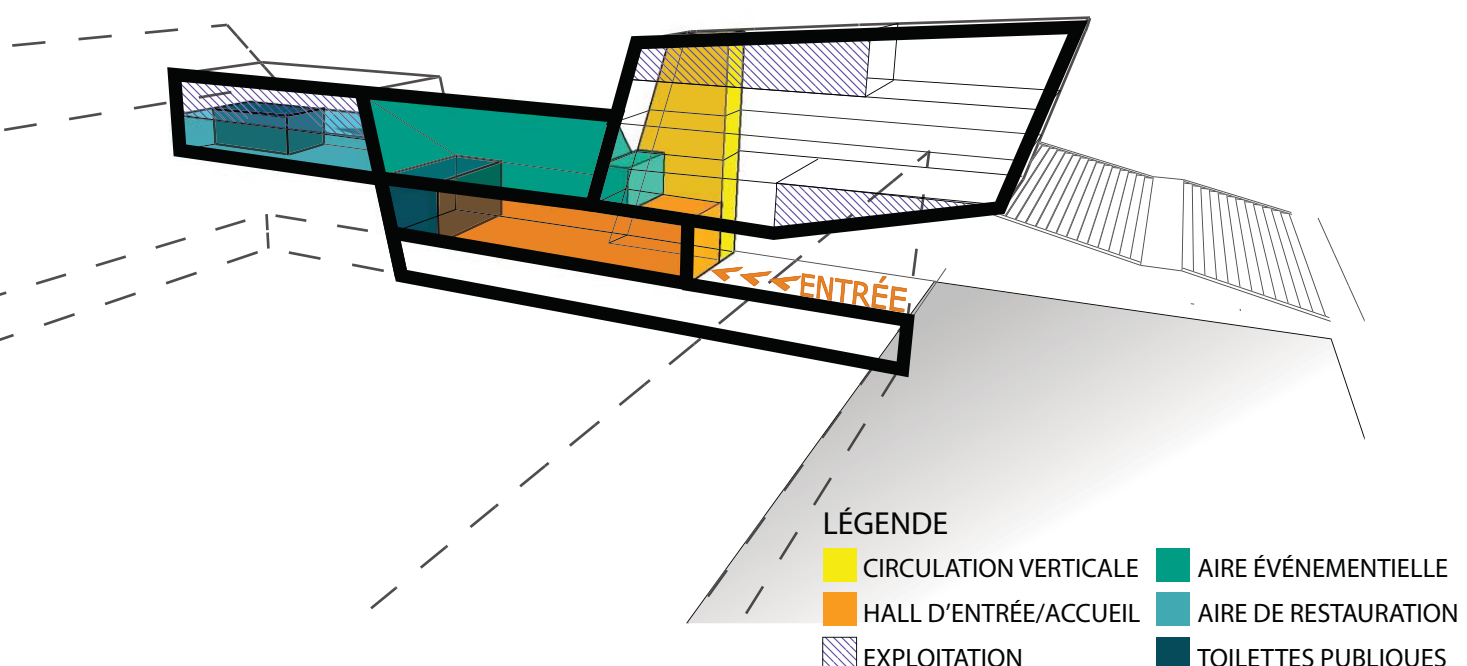 ENTRÉE
LÉGENDE
CIRCULATION VERTICALE
HALL D'ENTRÉE/ACCUEIL
EXPLOITATION
AIRE ÉVÉNEMENTIELLE
AIRE DE RESTAURATION
TOILETTES PUBLIQUES